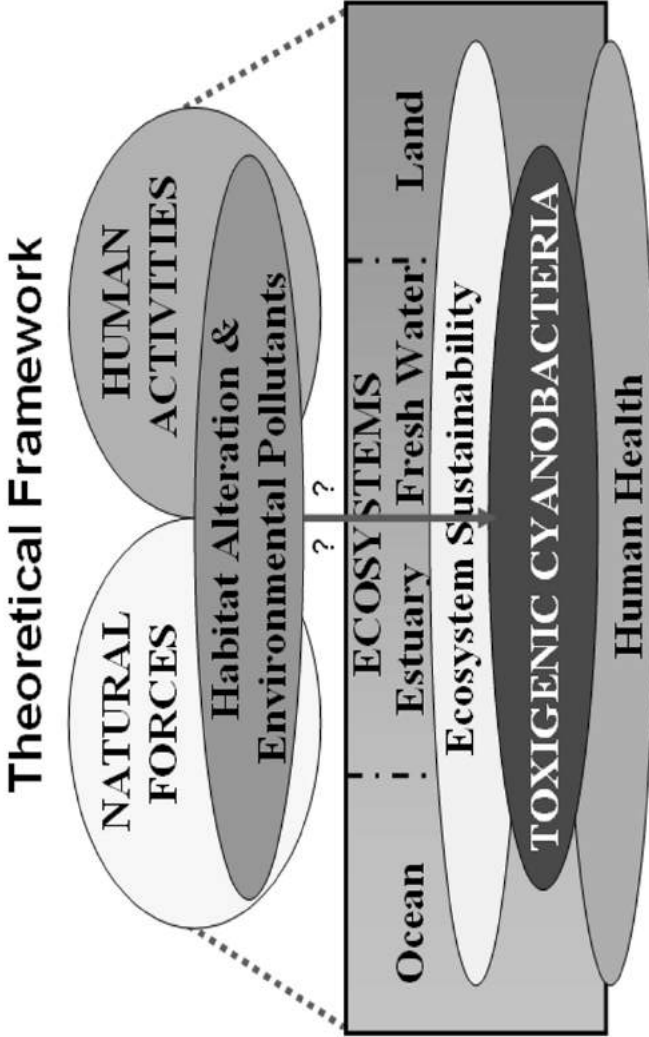 Theoretical Framework
NATURAL
FORCES
HUMAN
ACTIVITIES
Habitat Alteration &
Environmental Pollutants
? ?
ECOSYSTEMS
Ocean Estuary Fresh Water Land
Ecosystem Sustainability
TOXIGENIC CYANOBACTERIA
Human Health